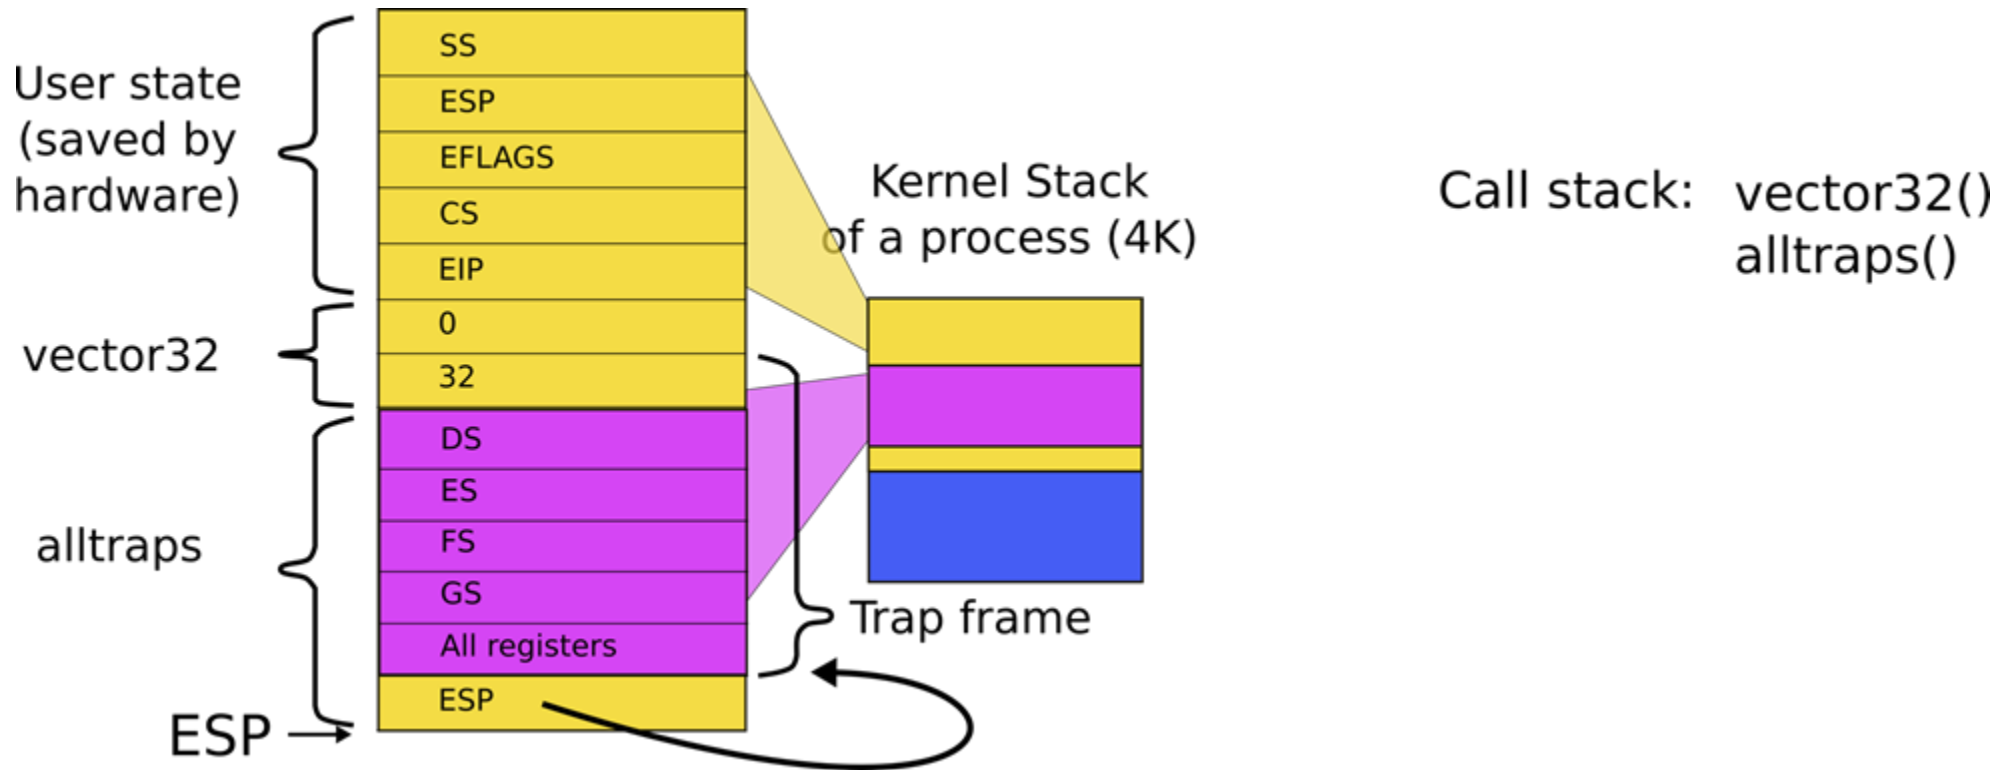 User state
(saved by
hardware)
vector32
alltraps
ESP
SS
ESP
EFLAGS
CS
EIP
0
32
DS
ES
FS
GS
All registers
ESP
Kernel Stack
of a process (4K)
Trap frame
Call stack: vector32()
alltraps()